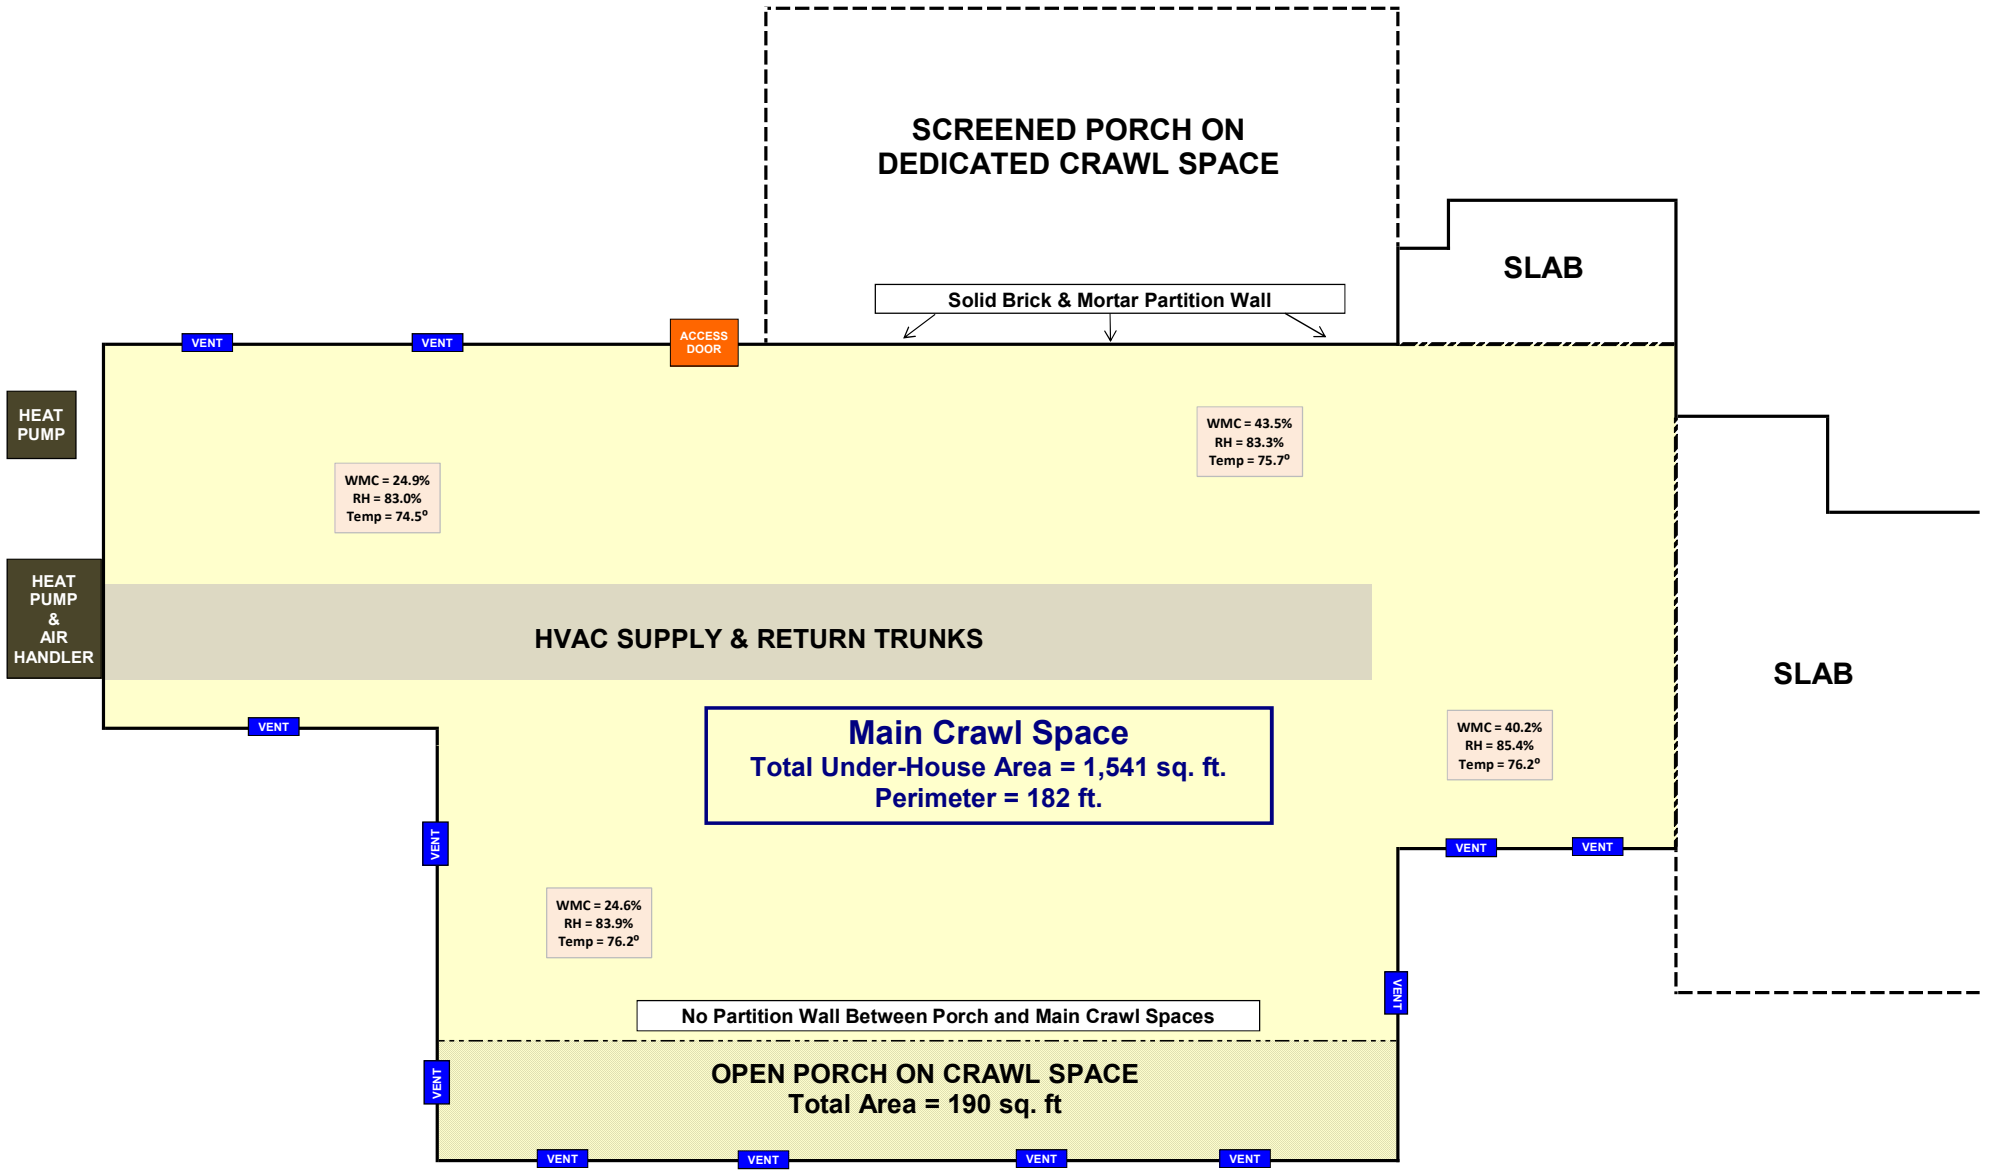 SCREENED PORCH ON
DEDICATED CRAWL SPACE
SLAB
Solid Brick & Mortar Partition Wall
VENT
VENT
ACCESS
DOOR
HEAT
PUMP
WMC = 43.5%
RH = 83.3%
Temp = 75.7⁰
WMC = 24.9%
RH = 83.0%
Temp = 74.5⁰
HEAT
PUMP
&
AIR
HANDLER
HVAC SUPPLY & RETURN TRUNKS
SLAB
VENT
Main Crawl Space
Total Under-House Area = 1,541 sq. ft.
Perimeter = 182 ft.
WMC = 40.2%
RH = 85.4%
Temp = 76.2⁰
VENT
VENT
VENT
WMC = 24.6%
RH = 83.9%
Temp = 76.2⁰
VENT
No Partition Wall Between Porch and Main Crawl Spaces
VENT
OPEN PORCH ON CRAWL SPACE
Total Area = 190 sq. ft
VENT
VENT
VENT
VENT